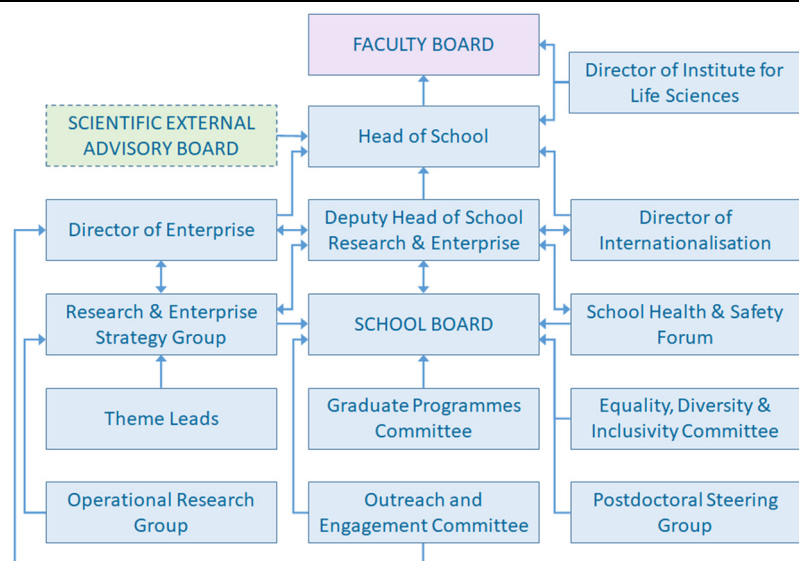 FACULTY BOARD
Director of Institute for
Life Sciences
SCIENTIFIC EXTERNAL
ADVISORY BOARD
Head of School
Director of Enterprise
Deputy Head of School
Research & Enterprise
Director of
Internationalisation
Research & Enterprise
Strategy Group
SCHOOL BOARD
School Health & Safety
Forum
Theme Leads
Graduate Programmes
Committee
Equality, Diversity &
Inclusivity Committee
Operational Research
Group
Outreach and
Engagement Committee
Postdoctoral Steering
Group